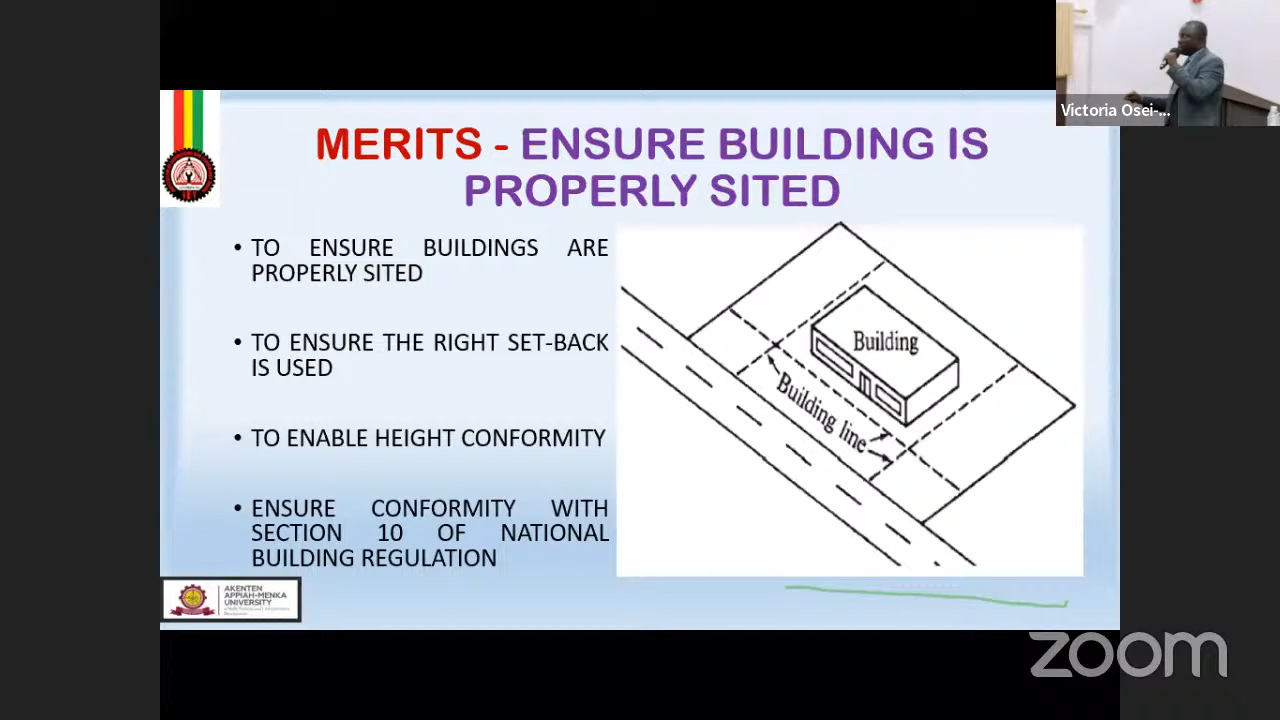 Victoria Osei-...
MERITS - ENSURE BUILDING IS
PROPERLY SITED
• TO ENSURE BUILDINGS ARE
PROPERLY SITED
• TO ENSURE THE RIGHT SET-BACK
IS USED
• TO ENABLE HEIGHT CONFORMITY
• ENSURE CONFORMITY WITH
SECTION 10 OF NATIONAL
BUILDING REGULATION
Building
Building line
AKENTEN
APPIAH-MENKA
UNIVERSITY
zoom